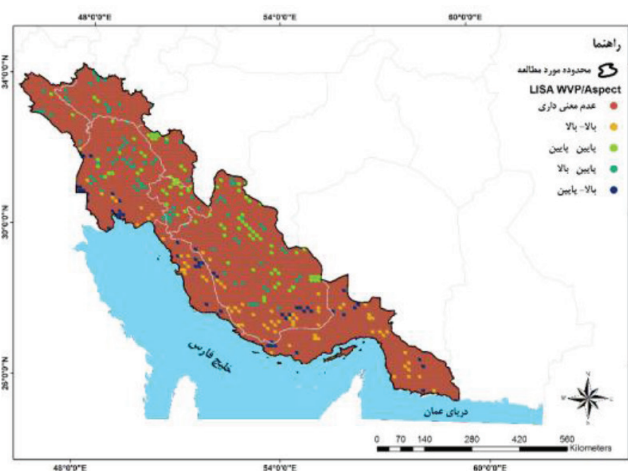 48°0'0"E 54°0'0"E 60°0'0"E
راهنما
محدوده مورد مطالعه
LISA WVP/Aspect
عدم معنی داری
بالا- بالا
پایین پایین
پایین بالا
بالا- پایین
34°0'0"N
30°0'0"N
26°0'0"N
خلیج فارس
دریای عمان
N
0 70 140 280 420 560
Kilometers
48°0'0"E 54°0'0"E 60°0'0"E